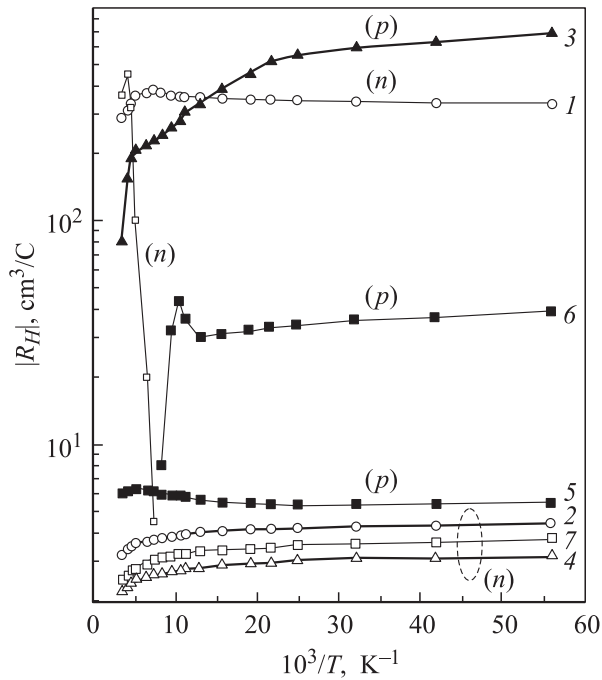 (p)
3
(n)
1
10²
(n)
|R_H|, cm³/C
(p)
6
10¹
(p)
5
2
7
4
(n)
0 10 20 30 40 50 60
10³/T, K⁻¹